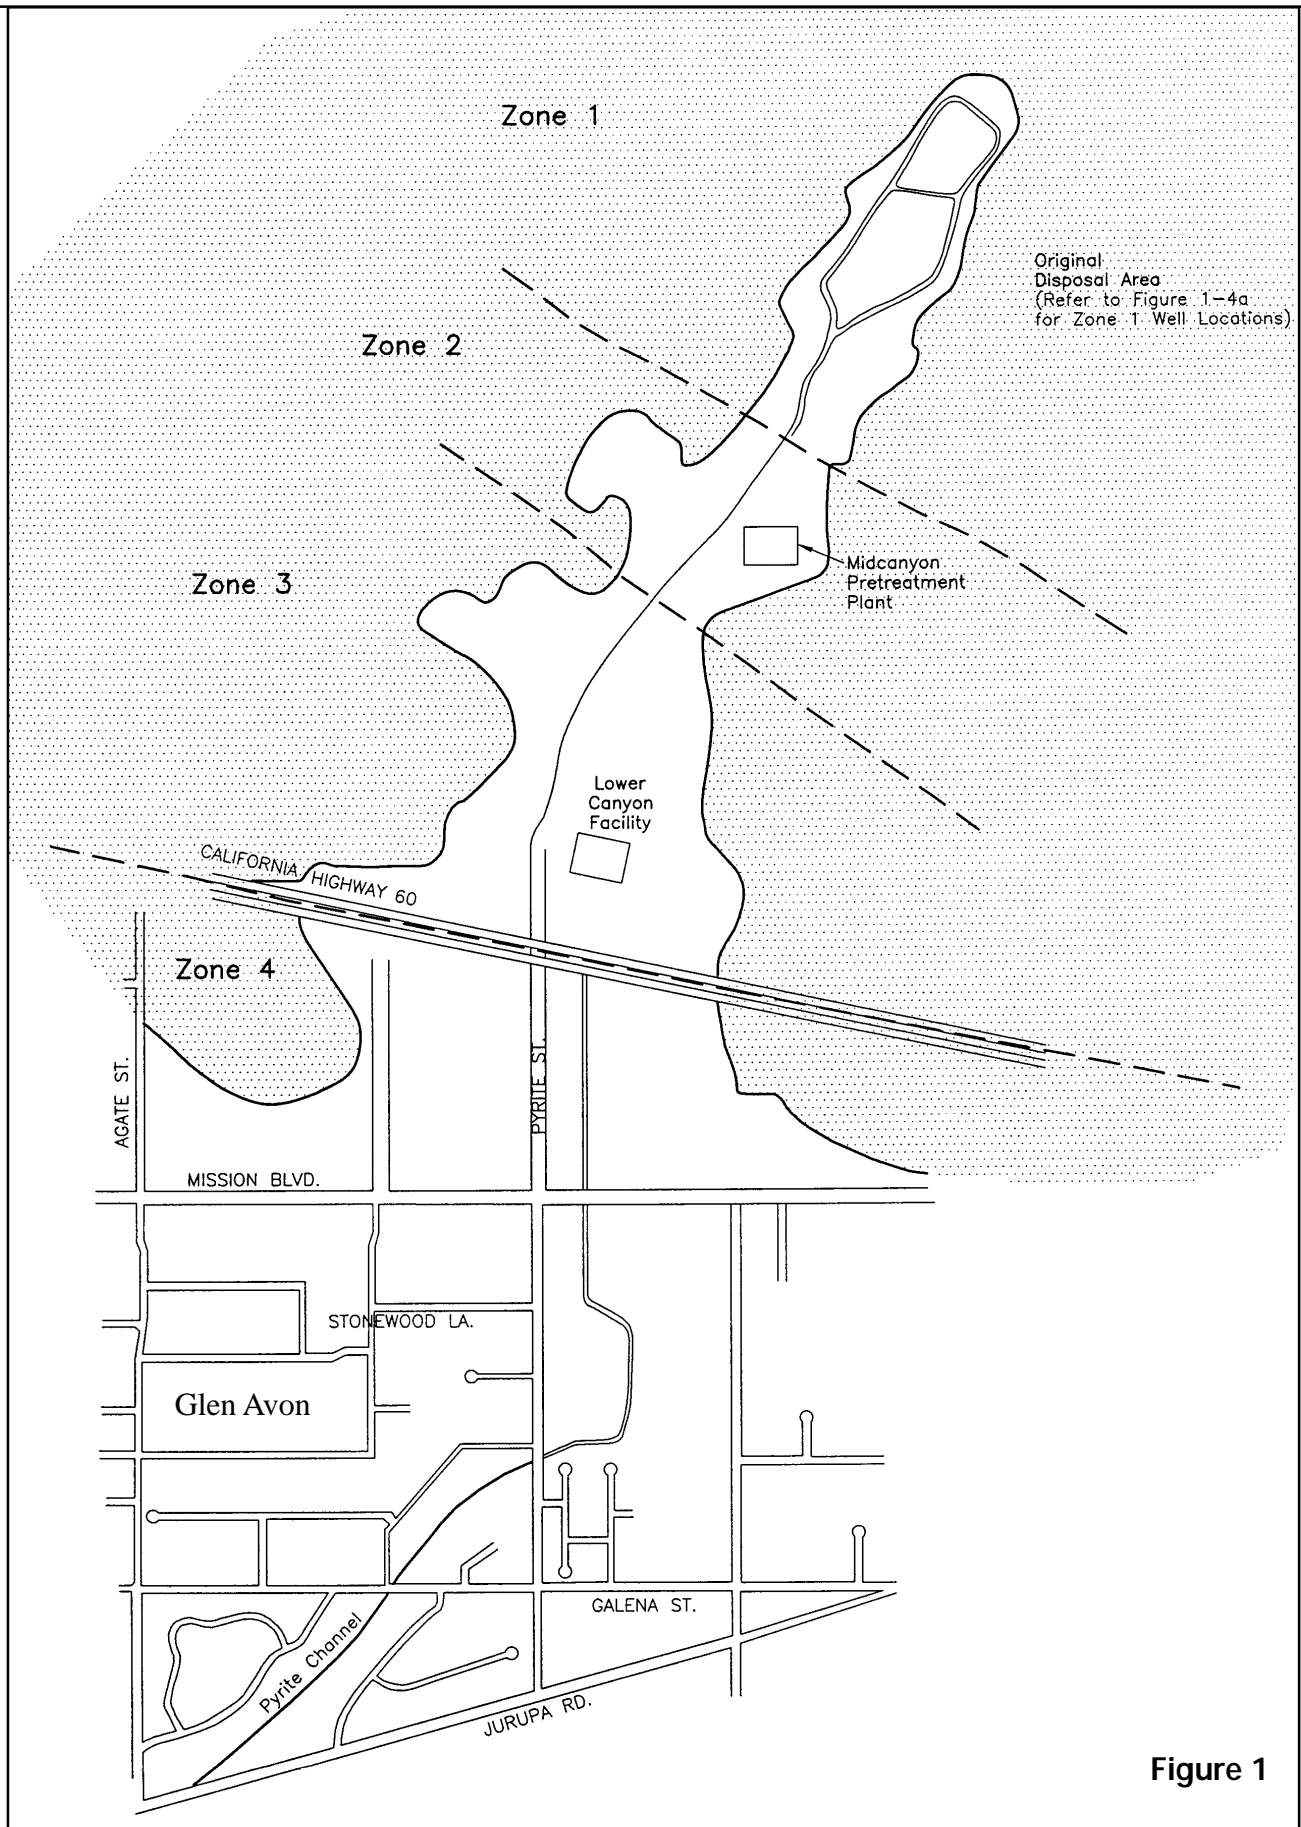 Zone 1
Original
Disposal Area
(Refer to Figure 1-4a
for Zone 1 Well Locations)
Zone 2
Midcanyon
Pretreatment
Plant
Zone 3
Lower
Canyon
Facility
CALIFORNIA HIGHWAY 60
Zone 4
AGATE ST.
PYRITE ST.
MISSION BLVD.
STONEWOOD LA.
Glen Avon
GALENA ST.
Pyrite Channel
JURUPA RD.
Figure 1